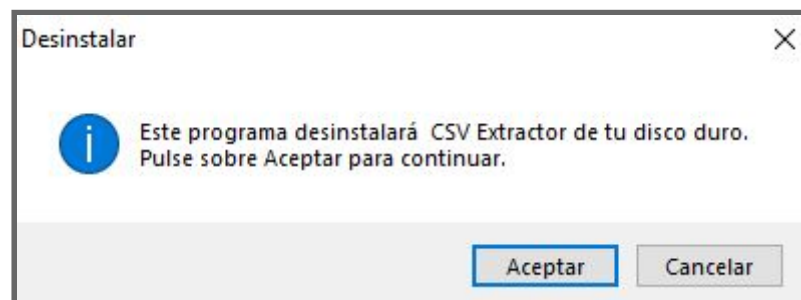 Desinstalar
Este programa desinstalará  CSV Extractor de tu disco duro.
Pulse sobre Aceptar para continuar.
Aceptar
Cancelar